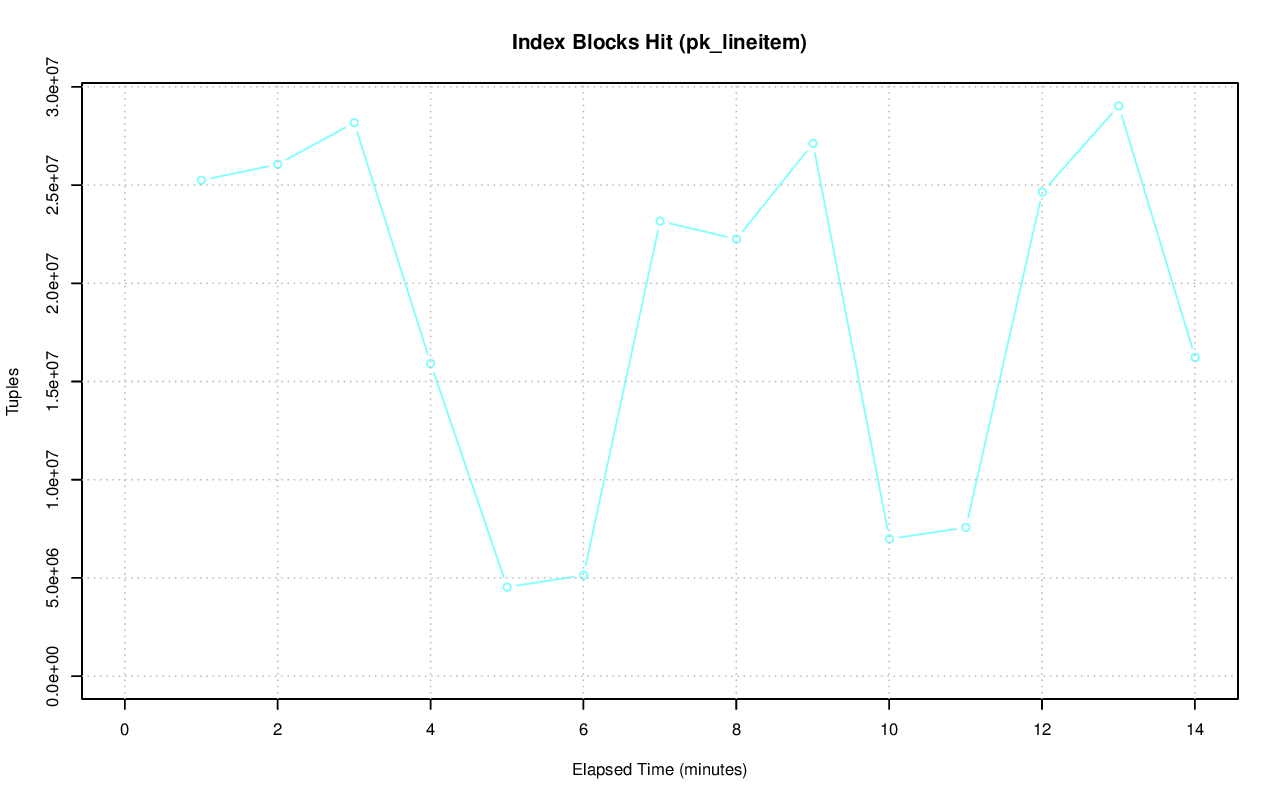 Index Blocks Hit (pk_lineitem)
Tuples
3.0e+07
2.5e+07
2.0e+07
1.5e+07
1.0e+07
5.0e+06
0.0e+00
0 2 4 6 8 10 12 14
Elapsed Time (minutes)